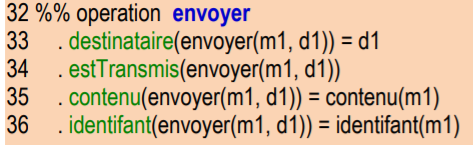 32 %% operation envoyer
33 . destinataire(envoyer(m1, d1)) = d1
34 . estTransmis(envoyer(m1, d1))
35 . contenu(envoyer(m1, d1)) = contenu(m1)
36 . identifant(envoyer(m1, d1)) = identifant(m1)